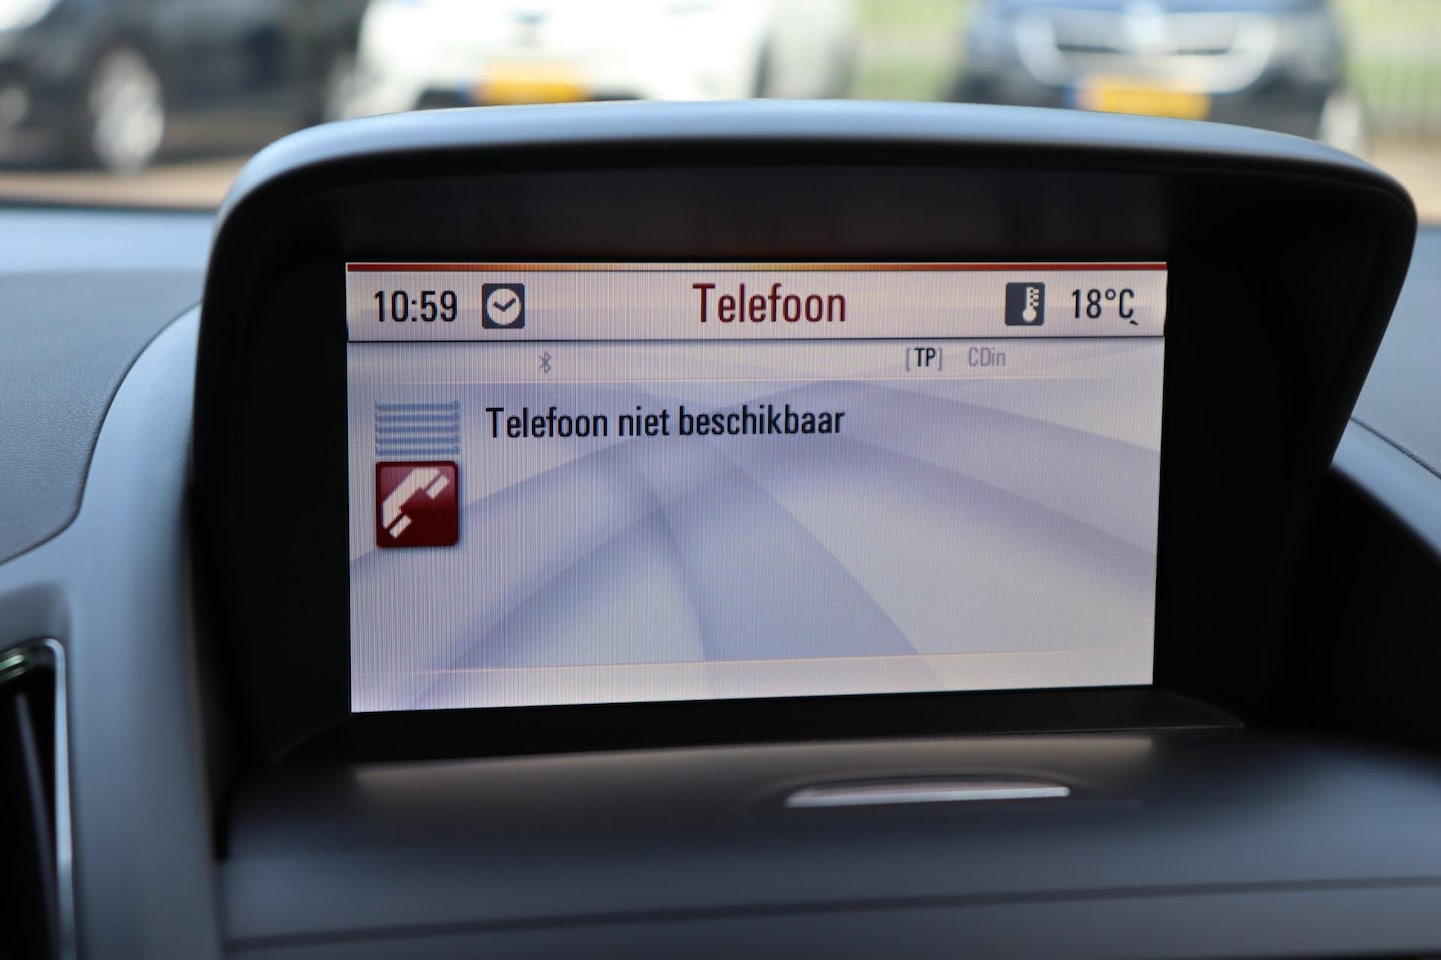 10:59 Telefoon 18°C
[TP] CDin
Telefoon niet beschikbaar